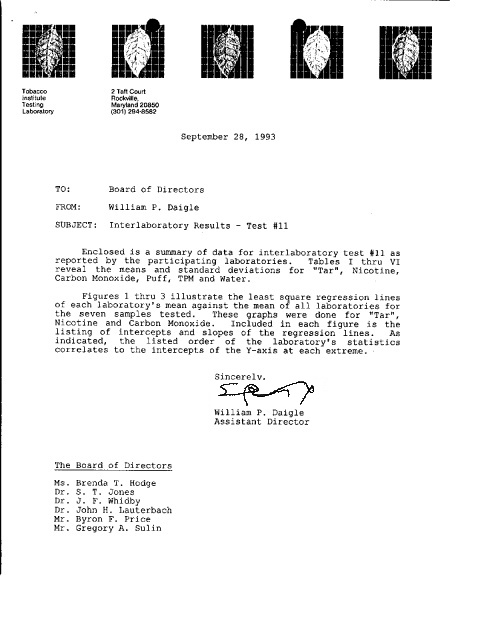 Tobacco
Institute
Testing
Laboratory
2 Taft Court
Rockville,
Maryland 20850
(301) 294-8582
September 28, 1993
TO: Board of Directors
FROM: William P. Daigle
SUBJECT: Interlaboratory Results - Test #11
Enclosed is a summary of data for interlaboratory test #11 as
reported by the participating laboratories. Tables I thru VI
reveal the means and standard deviations for "Tar", Nicotine,
Carbon Monoxide, Puff, TPM and Water.
Figures 1 thru 3 illustrate the least square regression lines
of each laboratory's mean against the mean of all laboratories for
the seven samples tested. These graphs were done for "Tar",
Nicotine and Carbon Monoxide. Included in each figure is the
listing of intercepts and slopes of the regression lines. As
indicated, the listed order of the laboratory's statistics
correlates to the intercepts of the Y-axis at each extreme.
Sincerely,
William P. Daigle
Assistant Director
The Board of Directors
Ms. Brenda T. Hodge
Dr. S. T. Jones
Dr. J. F. Whidby
Dr. John H. Lauterbach
Mr. Byron F. Price
Mr. Gregory A. Sulin